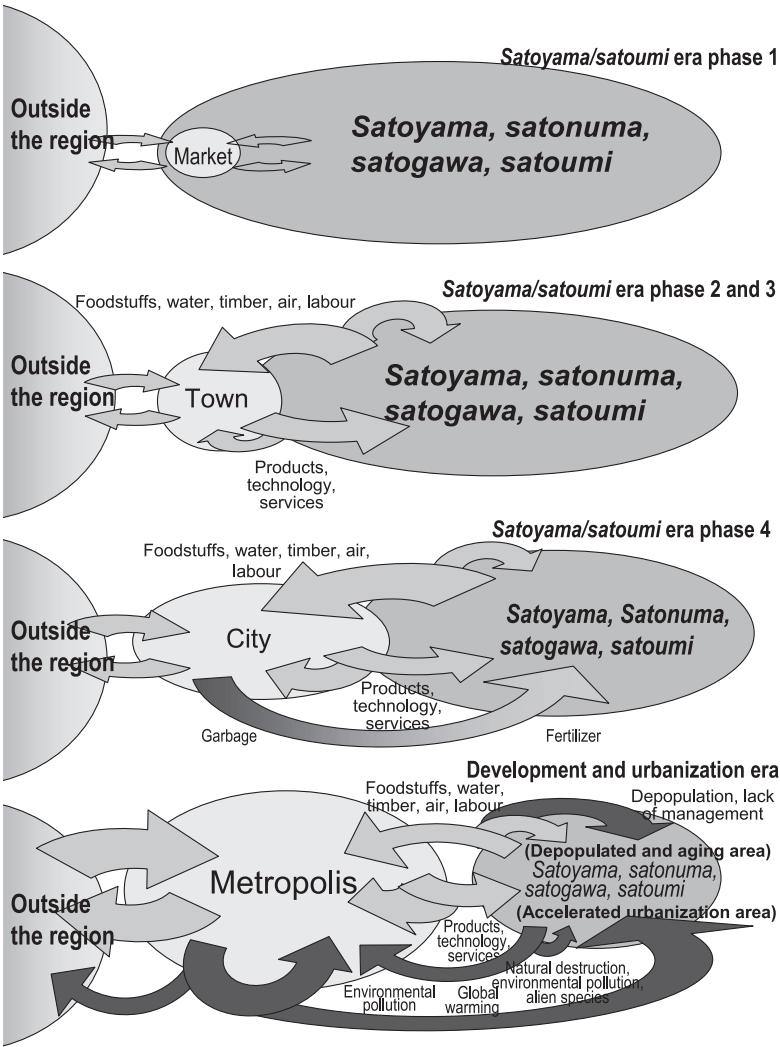 Satoyama/satoumi era phase 1
Outside
the region
Market
Satoyama, satonuma,
satogawa, satoumi
Satoyama/satoumi era phase 2 and 3
Foodstuffs, water, timber, air, labour
Outside
the region
Town
Satoyama, satonuma,
satogawa, satoumi
Products,
technology,
services
Satoyama/satoumi era phase 4
Foodstuffs, water, timber, air,
labour
Outside
the region
City
Satoyama, Satonuma,
satogawa, satoumi
Products,
technology,
services
Garbage
Fertilizer
Development and urbanization era
Foodstuffs, water,
timber, air, labour
Depopulation, lack
of management
(Depopulated and aging area)
Metropolis
Satoyama, satonuma,
satogawa, satoumi
Outside
the region
(Accelerated urbanization area)
Products,
technology,
services
Natural destruction,
environmental pollution,
alien species
Environmental
pollution
Global
warming